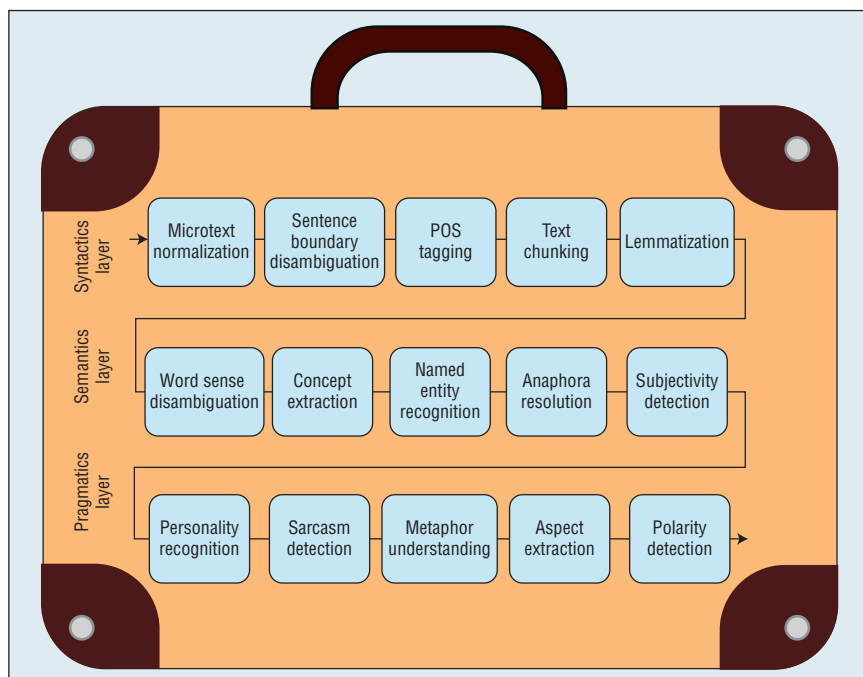 Syntactics
layer
Microtext
normalization
Sentence
boundary
disambiguation
POS
tagging
Text
chunking
Lemmatization
Semantics
layer
Word sense
disambiguation
Concept
extraction
Named
entity
recognition
Anaphora
resolution
Subjectivity
detection
Pragmatics
layer
Personality
recognition
Sarcasm
detection
Metaphor
understanding
Aspect
extraction
Polarity
detection